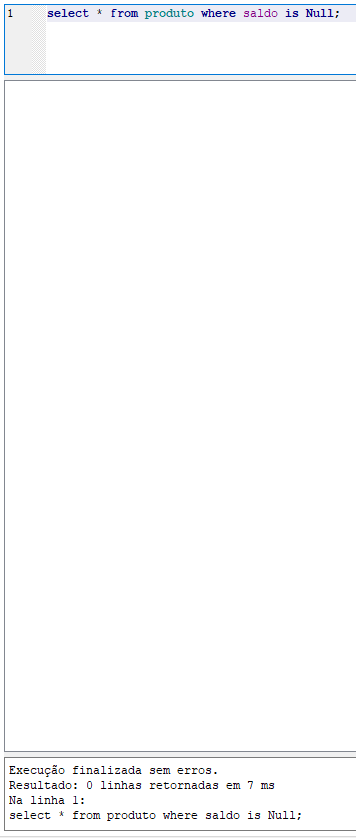 1 select * from produto where saldo is Null;
Execução finalizada sem erros.
Resultado: 0 linhas retornadas em 7 ms
Na linha 1:
select * from produto where saldo is Null;